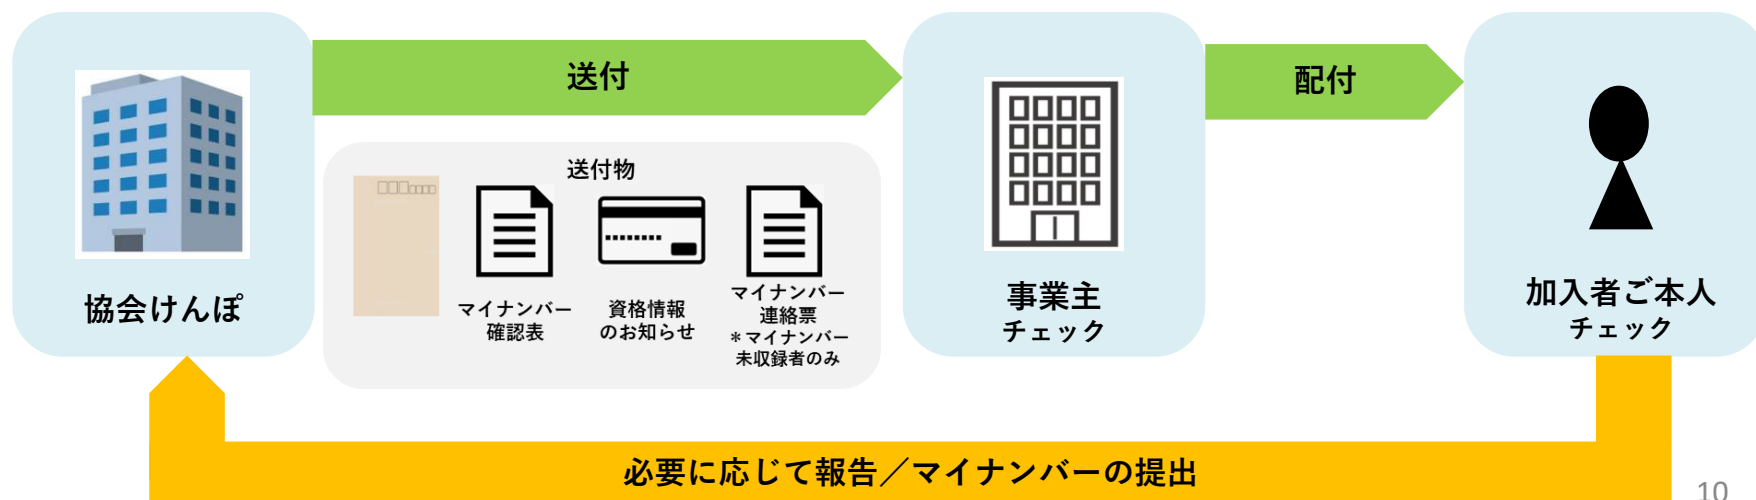 送付
配付
送付物
マイナンバー
確認表
資格情報
のお知らせ
マイナンバー
連絡票
＊マイナンバー
未収録者のみ
協会けんぽ
事業主
チェック
加入者ご本人
チェック
必要に応じて報告／マイナンバーの提出
10